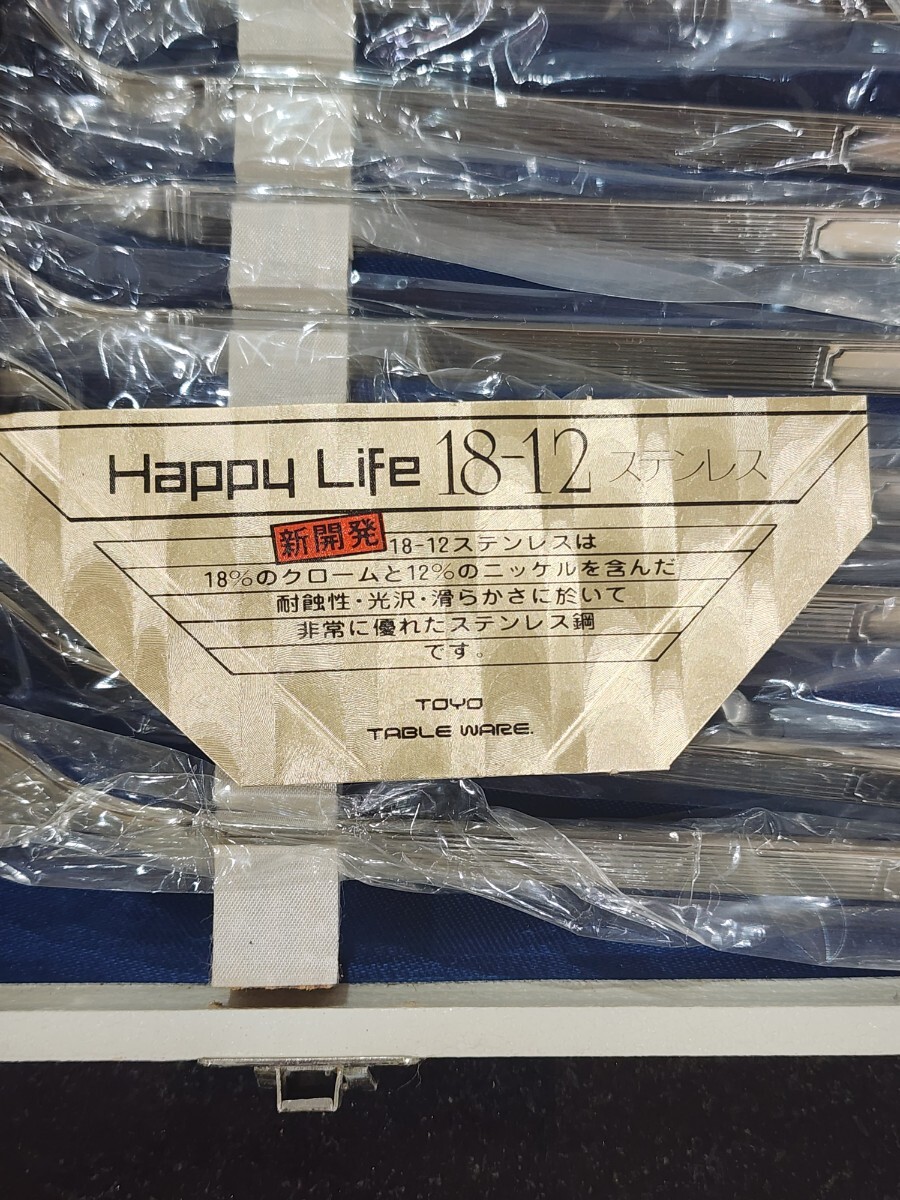 Happy Life 18-12 ステンレス
新開発 18-12ステンレスは
18%のクロームと12%のニッケルを含んだ
耐蝕性・光沢・滑らかさに於いて
非常に優れたステンレス鋼
です。
TOYO
TABLE WARE.